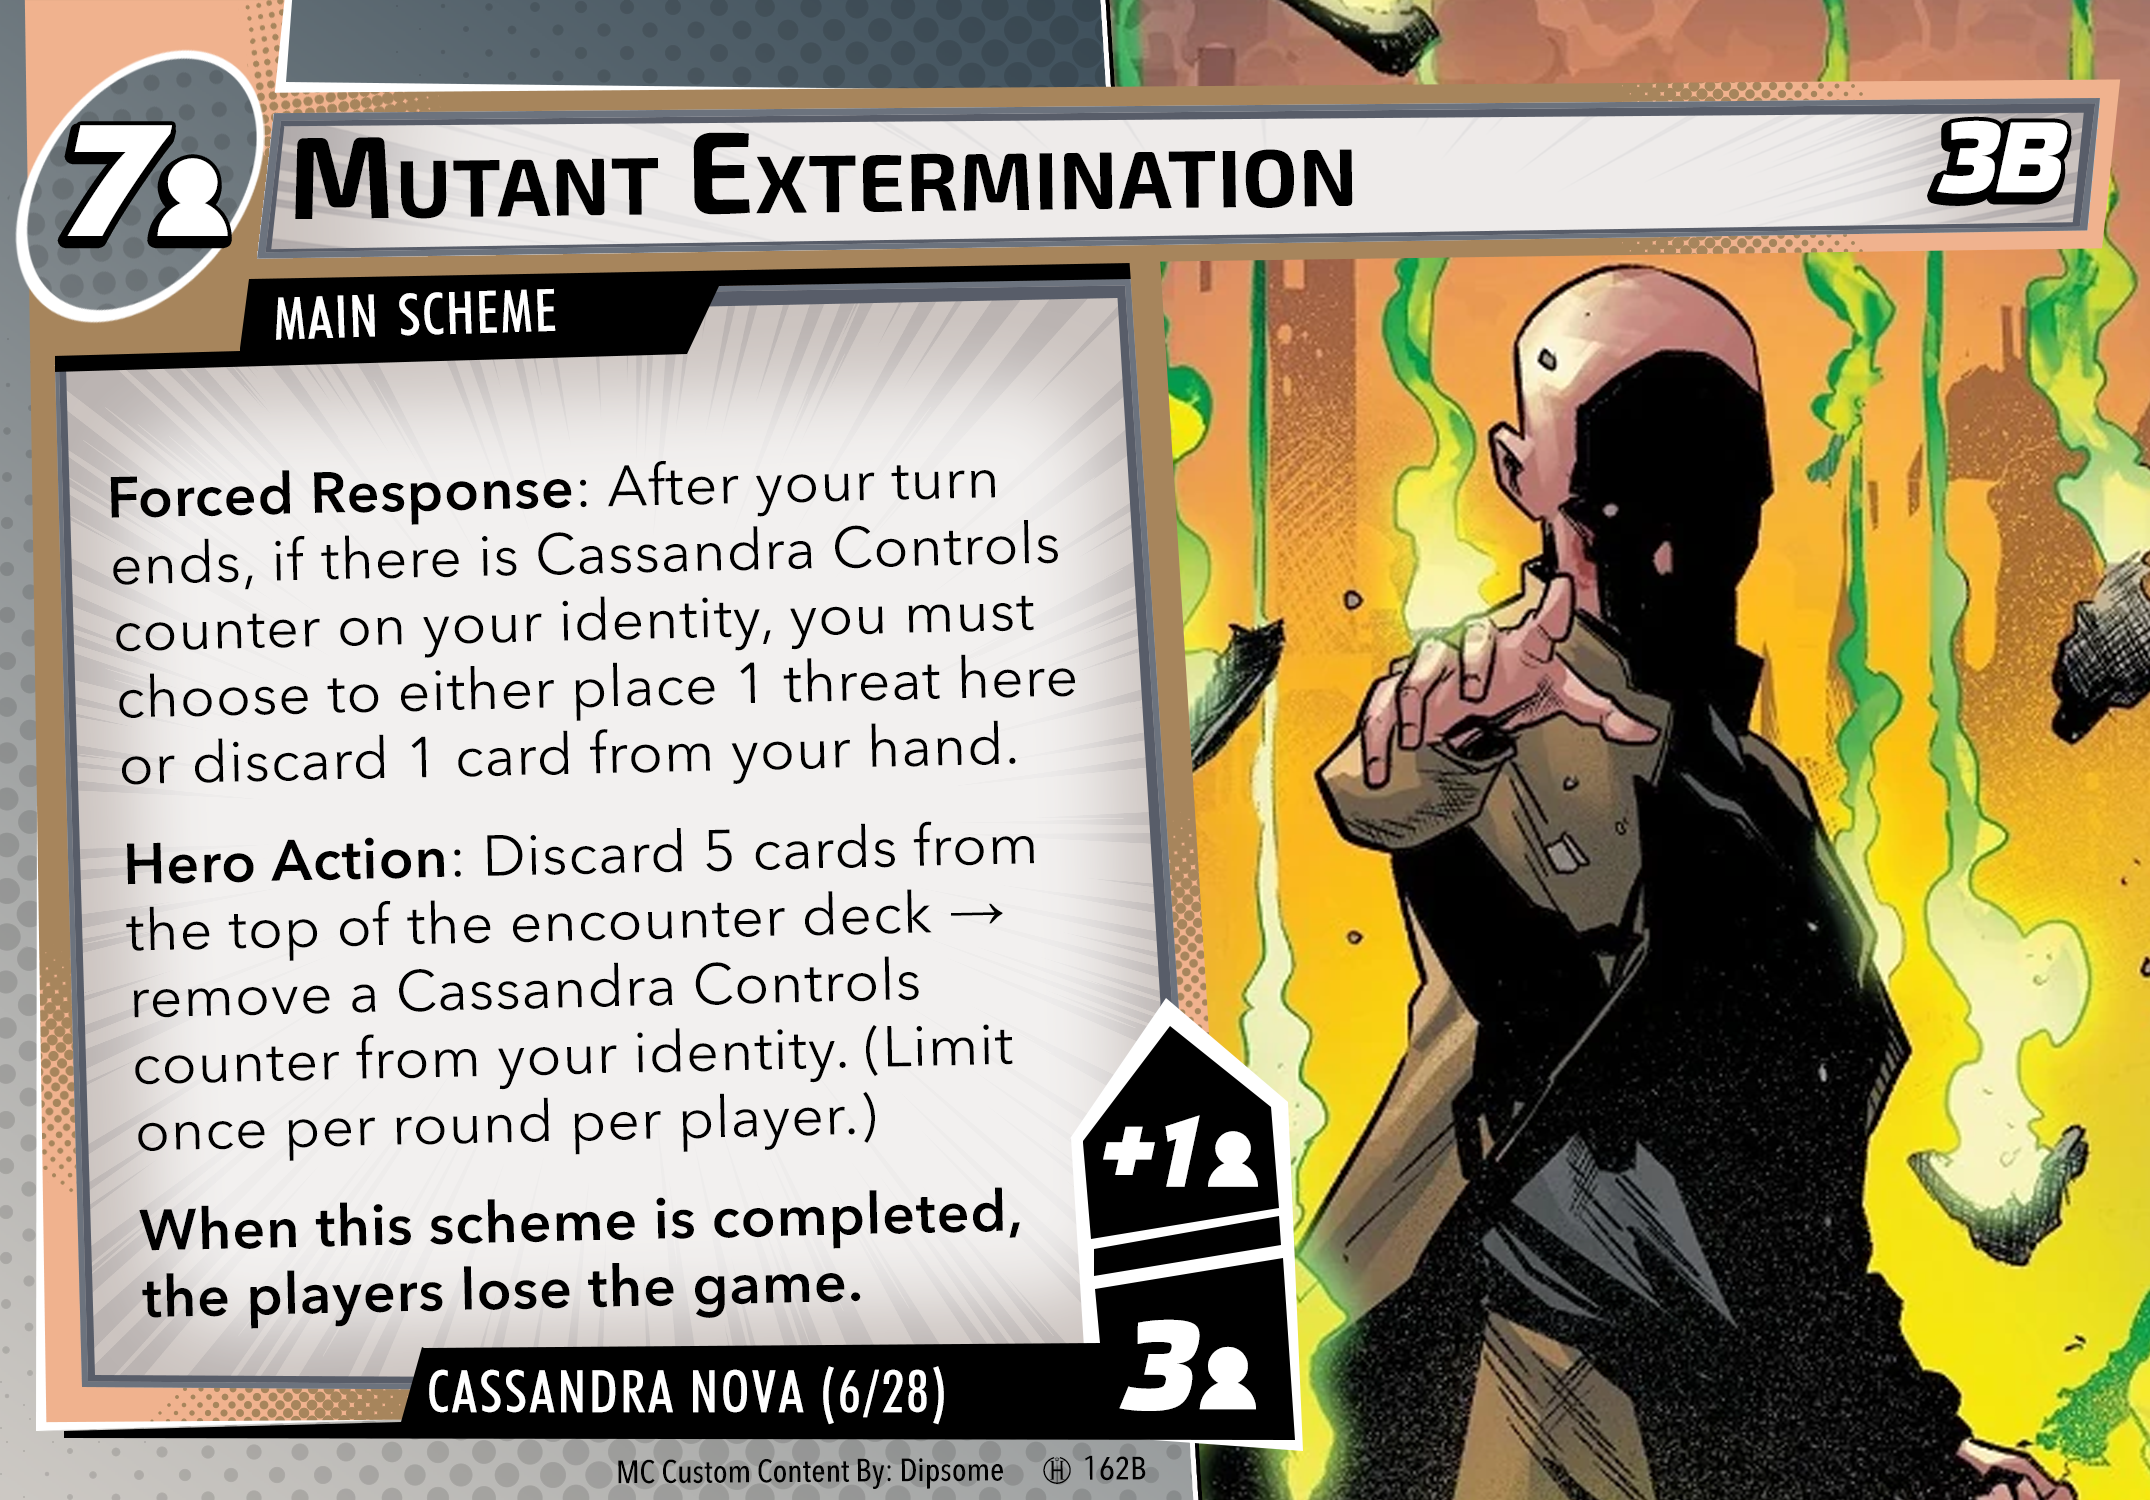 7
MUTANT EXTERMINATION
3B
MAIN SCHEME
Forced Response: After your turn
ends, if there is Cassandra Controls
counter on your identity, you must
choose to either place 1 threat here
or discard 1 card from your hand.
Hero Action: Discard 5 cards from
the top of the encounter deck →
remove a Cassandra Controls
counter from your identity. (Limit
once per round per player.)
When this scheme is completed,
the players lose the game.
+1
3
CASSANDRA NOVA (6/28)
MC Custom Content By: Dipsome H 162B